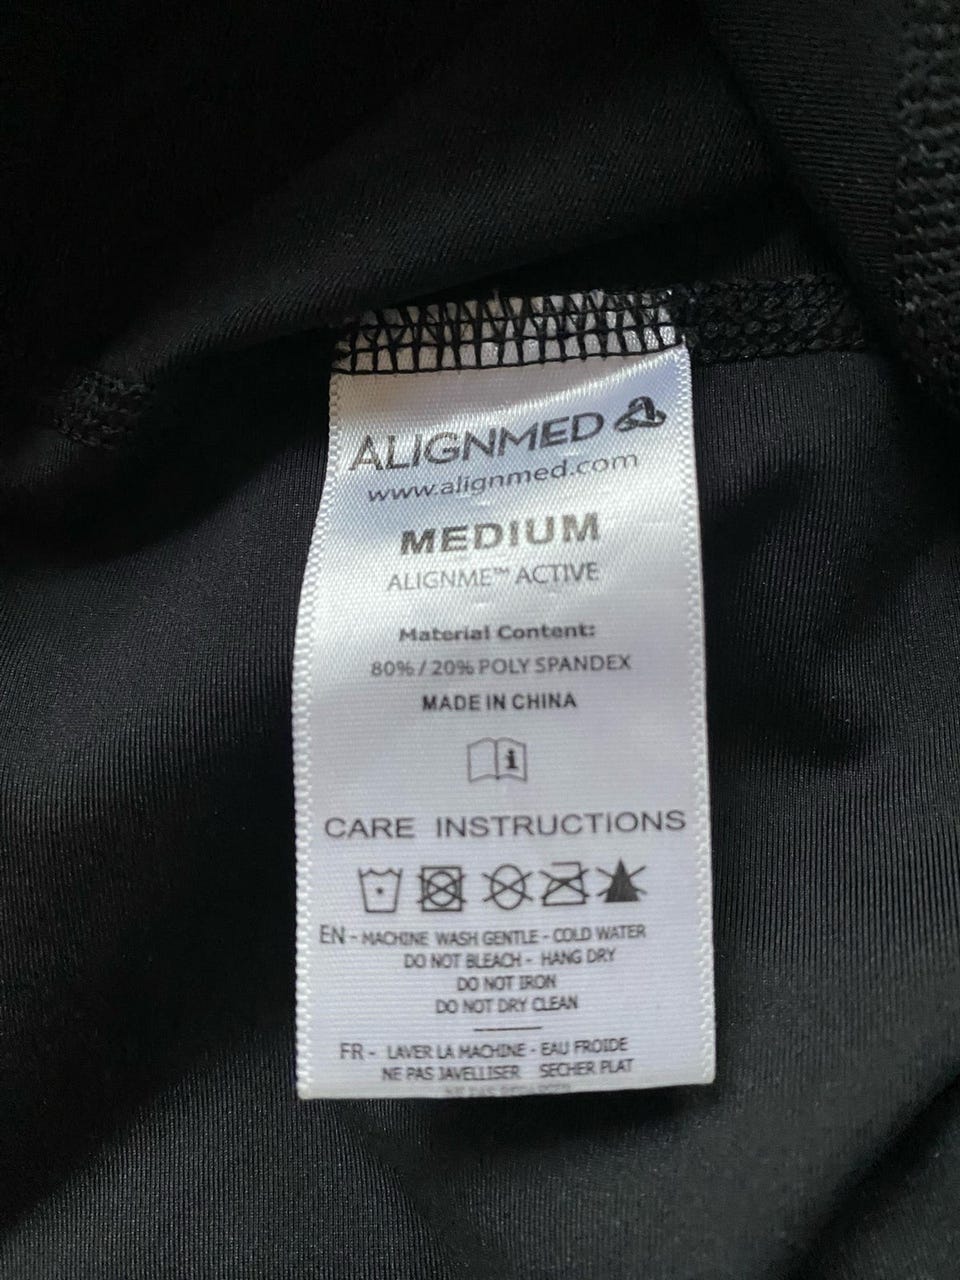 ALIGNMED
www.alignmed.com
MEDIUM
ALIGNME™ ACTIVE
Material Content:
80% / 20% POLY SPANDEX
MADE IN CHINA
CARE INSTRUCTIONS
EN - MACHINE WASH GENTLE - COLD WATER
DO NOT BLEACH - HANG DRY
DO NOT IRON
DO NOT DRY CLEAN
FR - LAVER LA MACHINE - EAU FROIDE
NE PAS JAVELLISER SECHER PLAT